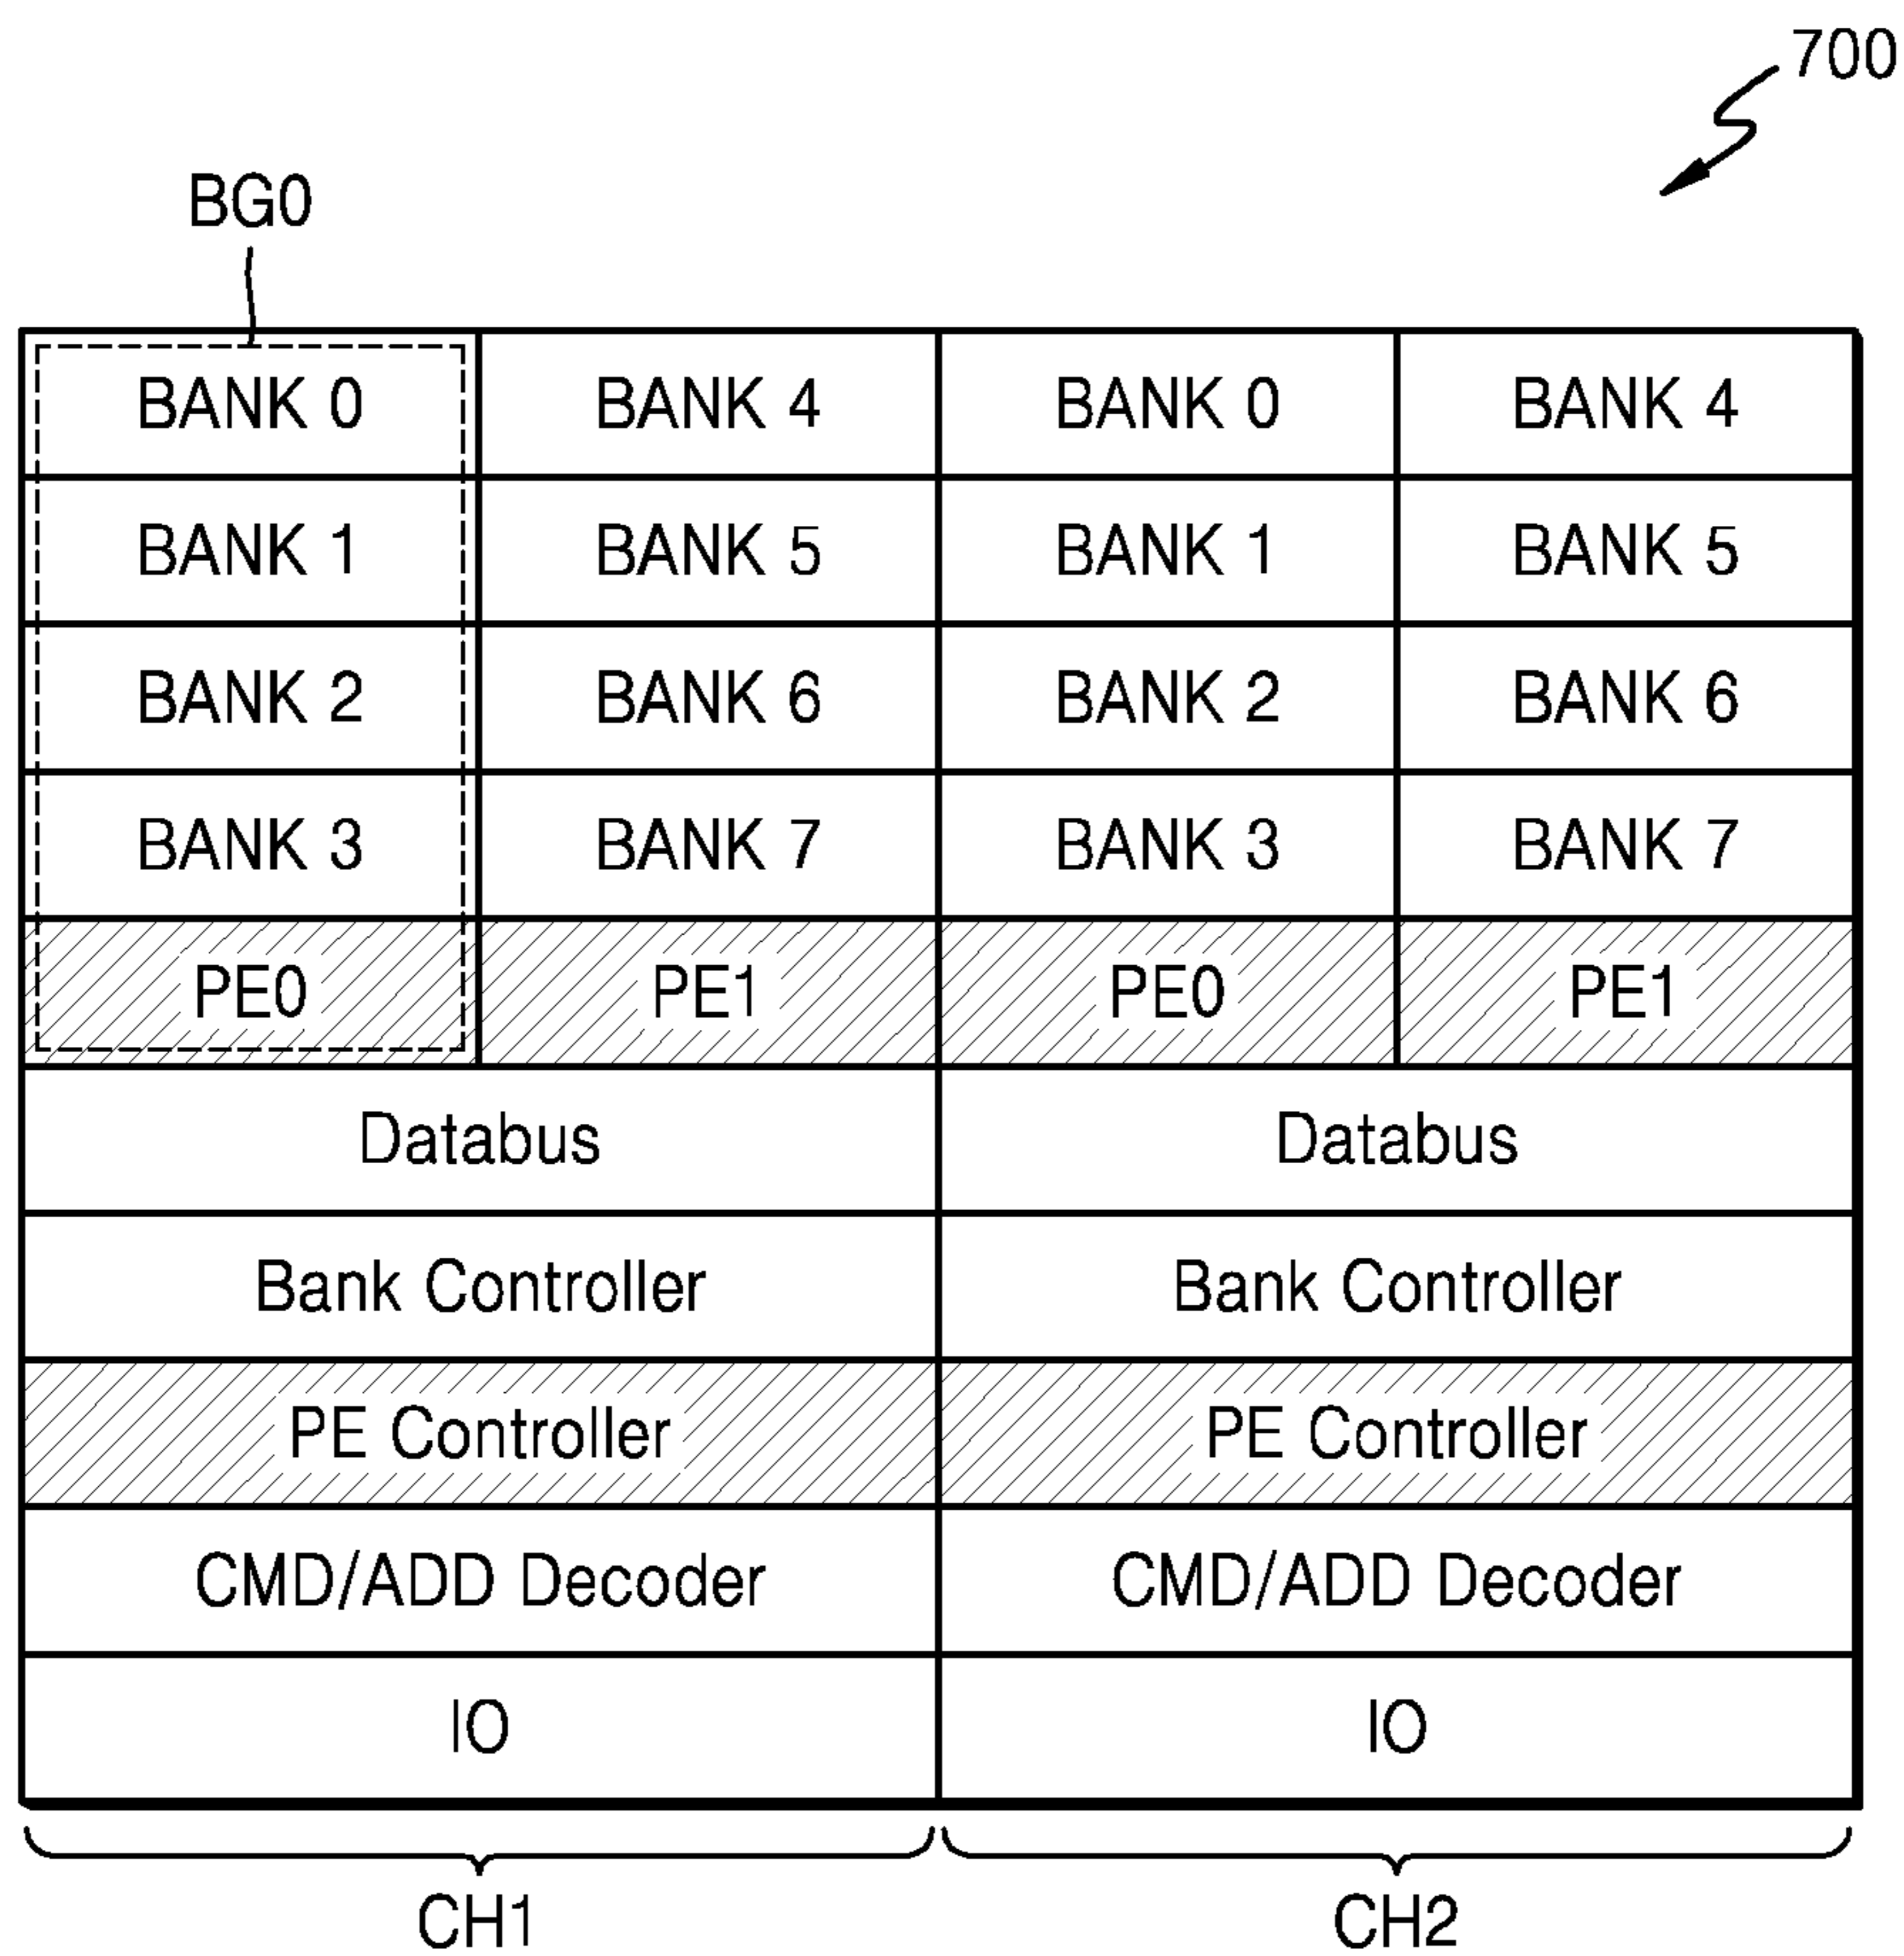 700
BG0
BANK 0 BANK 4 BANK 0 BANK 4
BANK 1 BANK 5 BANK 1 BANK 5
BANK 2 BANK 6 BANK 2 BANK 6
BANK 3 BANK 7 BANK 3 BANK 7
PE0 PE1 PE0 PE1
Databus Databus
Bank Controller Bank Controller
PE Controller PE Controller
CMD/ADD Decoder CMD/ADD Decoder
IO IO
CH1 CH2